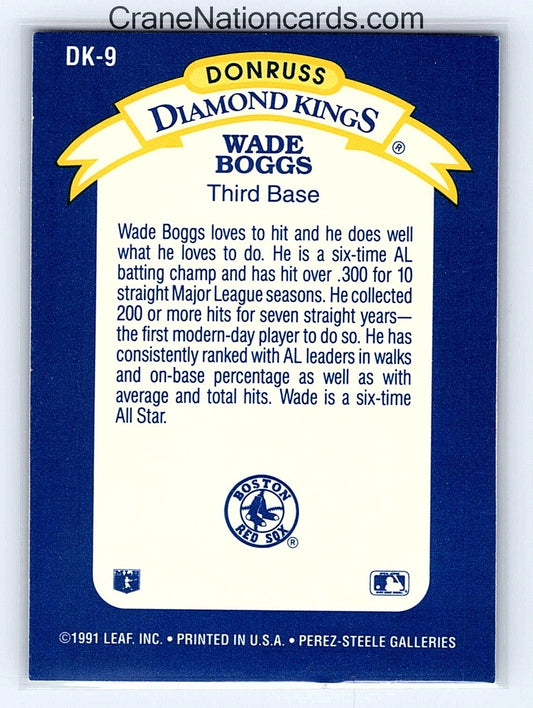 CraneNationcards.com
DK-9
DONRUSS
DIAMOND KINGS
®
WADE
BOGGS
Third Base
Wade Boggs loves to hit and he does well
what he loves to do. He is a six-time AL
batting champ and has hit over .300 for 10
straight Major League seasons. He collected
200 or more hits for seven straight years—
the first modern-day player to do so. He has
consistently ranked with AL leaders in walks
and on-base percentage as well as with
average and total hits. Wade is a six-time
All Star.
BOSTON
RED SOX
®
©1991 LEAF, INC. • PRINTED IN U.S.A. • PEREZ-STEELE GALLERIES